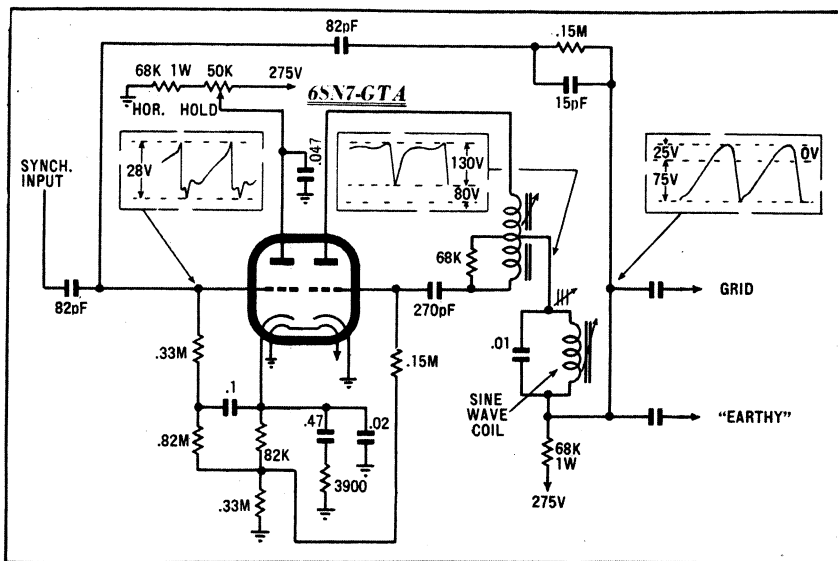 82pF
.15M
68K 1W 50K 275V
6SN7-GTA
15pF
HOR. HOLD
.047
28V
130V
80V
25V
0V
75V
SYNCH.
INPUT
68K
82pF
270pF
GRID
.33M
.15M
.01
.1
SINE
WAVE
COIL
"EARTHY"
.47
.02
.82M
82K
68K
1W
3900
.33M
275V